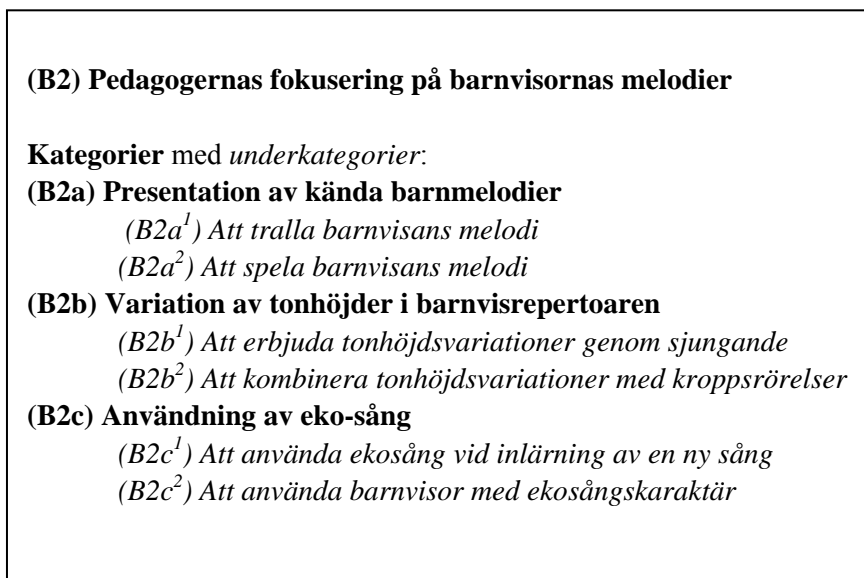 (B2) Pedagogernas fokusering på barnvisornas melodier
Kategorier med underkategorier:
(B2a) Presentation av kända barnmelodier
(B2a¹) Att tralla barnvisans melodi
(B2a²) Att spela barnvisans melodi
(B2b) Variation av tonhöjder i barnvisrepertoaren
(B2b¹) Att erbjuda tonhöjdsvariationer genom sjungande
(B2b²) Att kombinera tonhöjdsvariationer med kroppsrörelser
(B2c) Användning av eko-sång
(B2c¹) Att använda ekosång vid inlärning av en ny sång
(B2c²) Att använda barnvisor med ekosångskaraktär